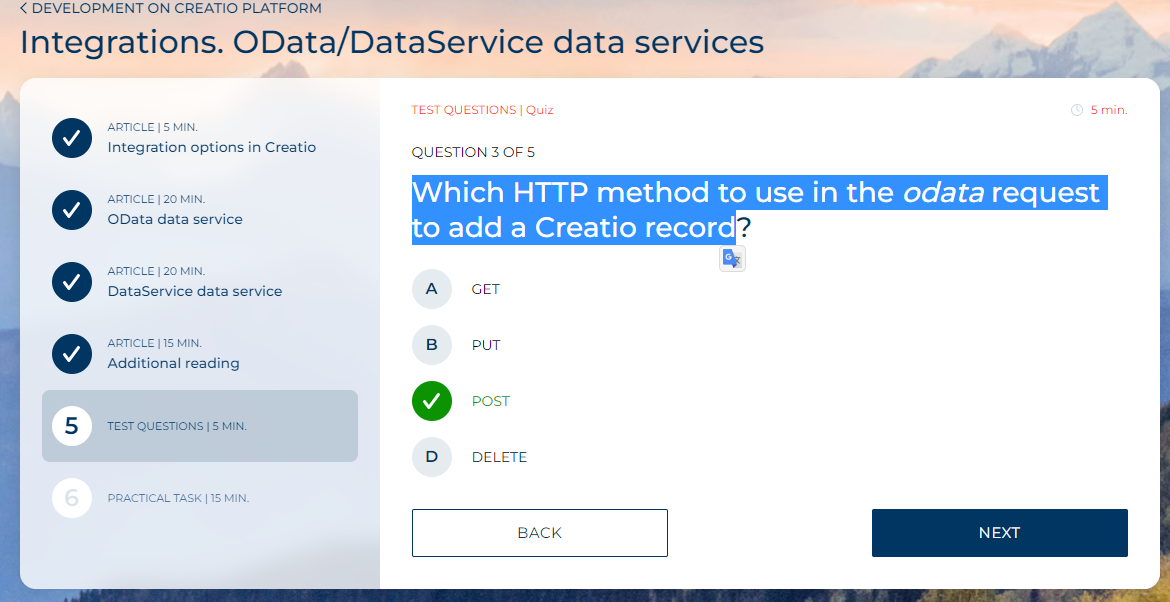 < DEVELOPMENT ON CREATIO PLATFORM
Integrations. OData/DataService data services
ARTICLE | 5 MIN.
Integration options in Creatio
ARTICLE | 20 MIN.
OData data service
ARTICLE | 20 MIN.
DataService data service
ARTICLE | 15 MIN.
Additional reading
5
TEST QUESTIONS | 5 MIN.
6
PRACTICAL TASK | 15 MIN.
TEST QUESTIONS | Quiz
5 min.
QUESTION 3 OF 5
Which HTTP method to use in the odata request
to add a Creatio record?
A GET
B PUT
POST
D DELETE
BACK
NEXT